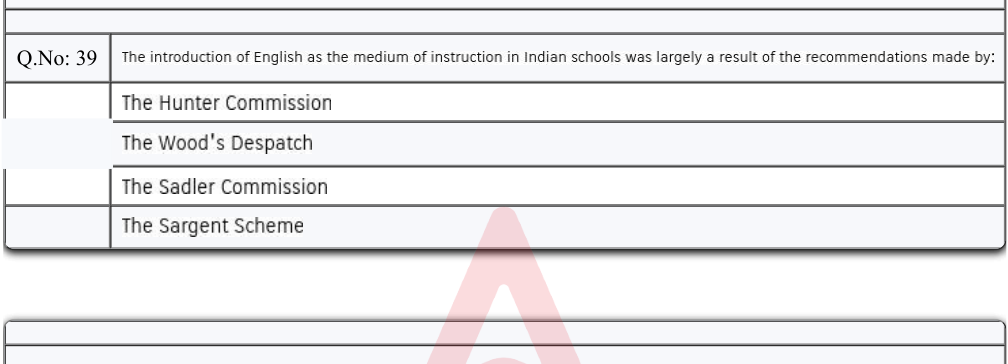 Q.No: 39 The introduction of English as the medium of instruction in Indian schools was largely a result of the recommendations made by:
The Hunter Commission
The Wood's Despatch
The Sadler Commission
The Sargent Scheme